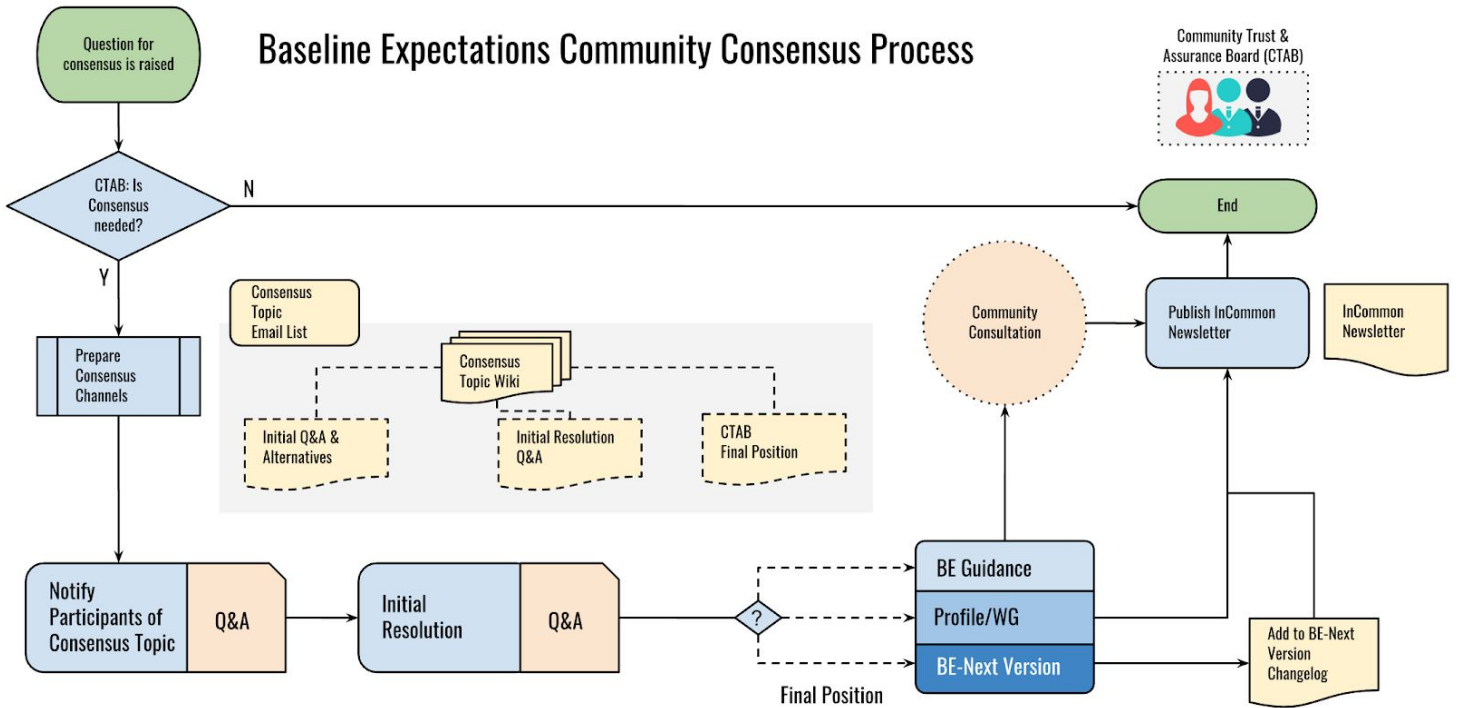 Question for
consensus is raised
Baseline Expectations Community Consensus Process
Community Trust &
Assurance Board (CTAB)
CTAB: Is
Consensus
needed?
N
End
Y
Consensus
Topic
Email List
Community
Consultation
Publish InCommon
Newsletter
InCommon
Newsletter
Prepare
Consensus
Channels
Consensus
Topic Wiki
Initial Q&A &
Alternatives
Initial Resolution
Q&A
CTAB
Final Position
Notify
Participants of
Consensus Topic
Q&A
Initial
Resolution
Q&A
?
BE Guidance
Profile/WG
BE-Next Version
Add to BE-Next
Version
Changelog
Final Position